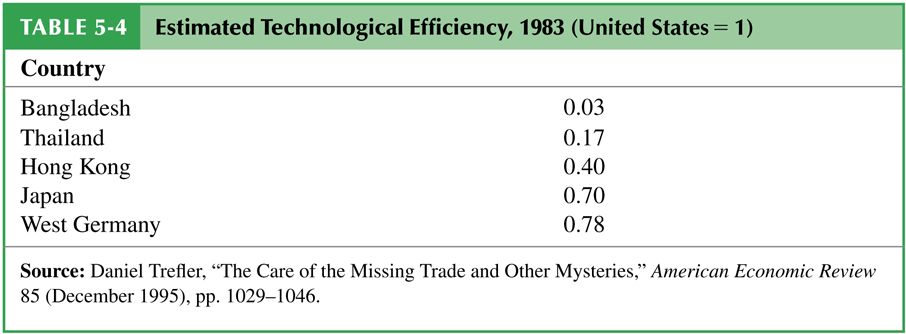 TABLE 5-4 Estimated Technological Efficiency, 1983 (United States = 1)
Country
Bangladesh 0.03
Thailand 0.17
Hong Kong 0.40
Japan 0.70
West Germany 0.78
Source: Daniel Trefler, “The Care of the Missing Trade and Other Mysteries,” American Economic Review
85 (December 1995), pp. 1029–1046.